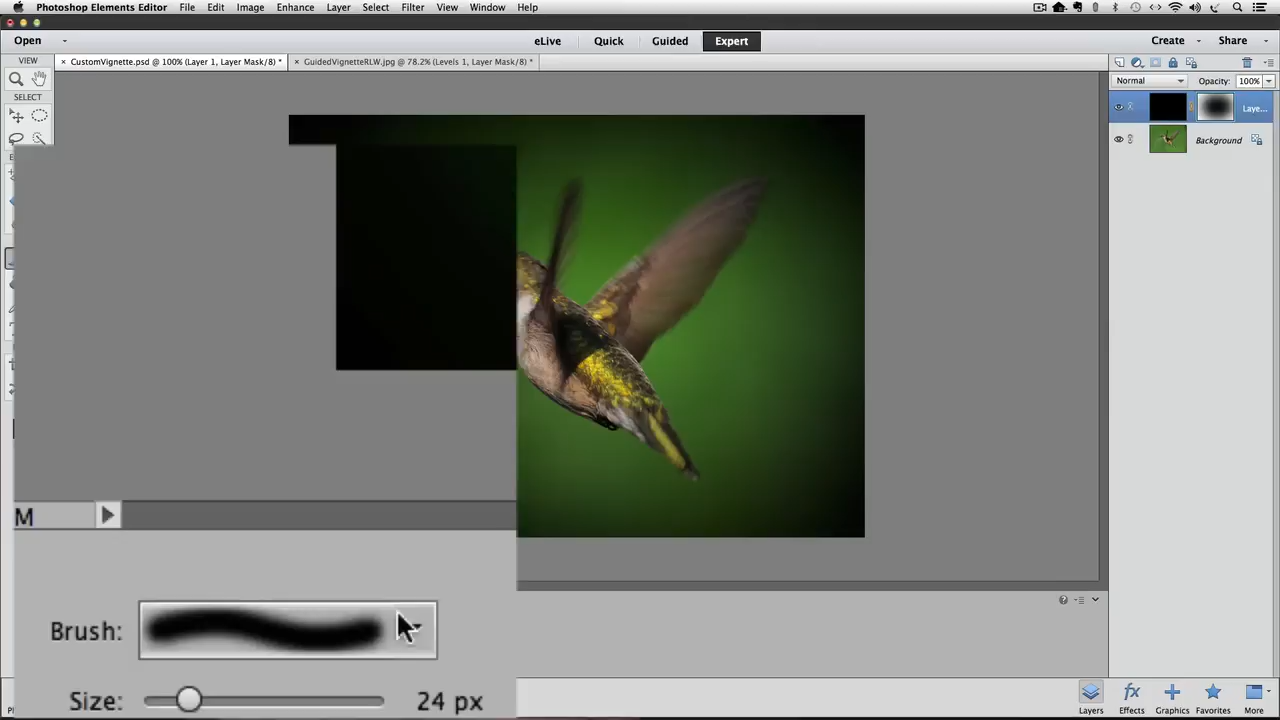 Photoshop Elements Editor File Edit Image Enhance Layer Select Filter View Window Help
Open eLive Quick Guided Expert Create Share
VIEW × CustomVignette.psd @ 100% (Layer 1, Layer Mask/8) * × GuidedVignetteRLW.jpg @ 78.2% (Levels 1, Layer Mask/8) *
Normal Opacity: 100%
SELECT
Laye...
Background
M
Brush:
Size: 24 px
Layers Effects Graphics Favorites More